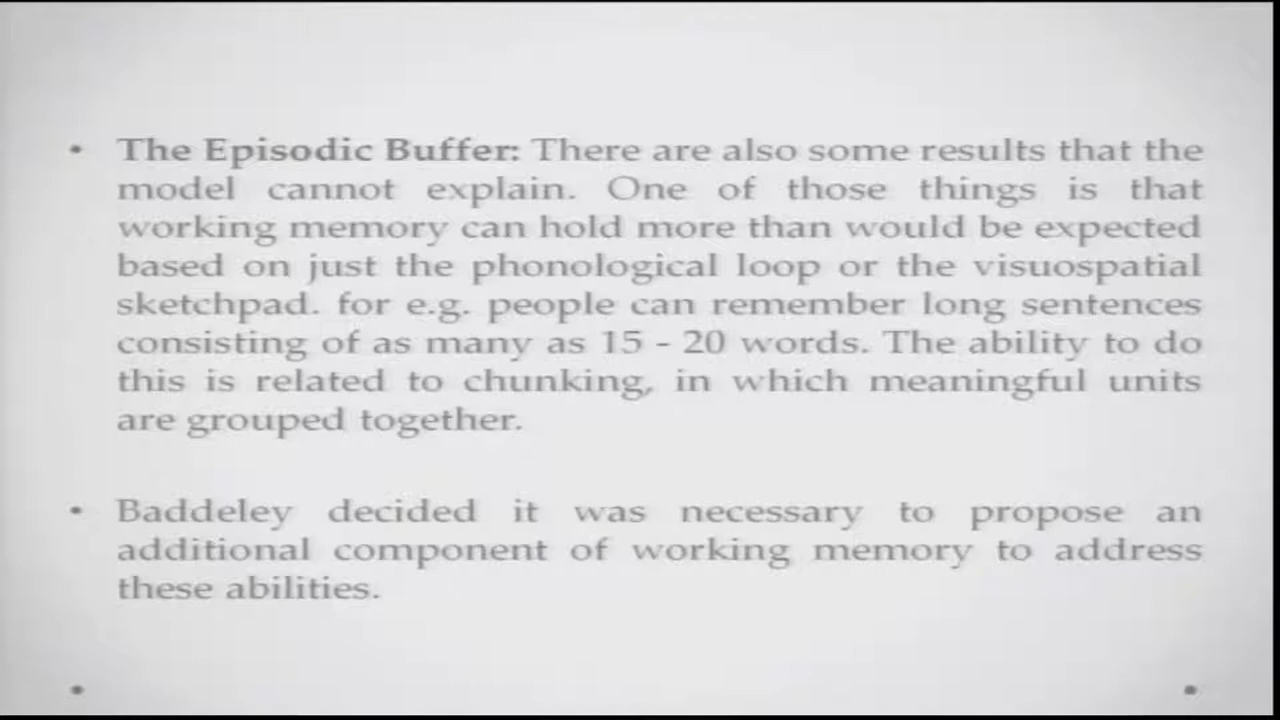 • The Episodic Buffer: There are also some results that the
model cannot explain. One of those things is that
working memory can hold more than would be expected
based on just the phonological loop or the visuospatial
sketchpad. for e.g. people can remember long sentences
consisting of as many as 15 - 20 words. The ability to do
this is related to chunking, in which meaningful units
are grouped together.
• Baddeley decided it was necessary to propose an
additional component of working memory to address
these abilities.